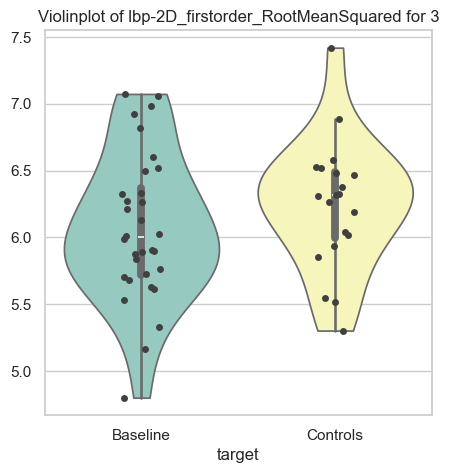 Violinplot of lbp-2D_firstorder_RootMeanSquared for 3
7.5
7.0
6.5
6.0
5.5
5.0
Baseline Controls
target